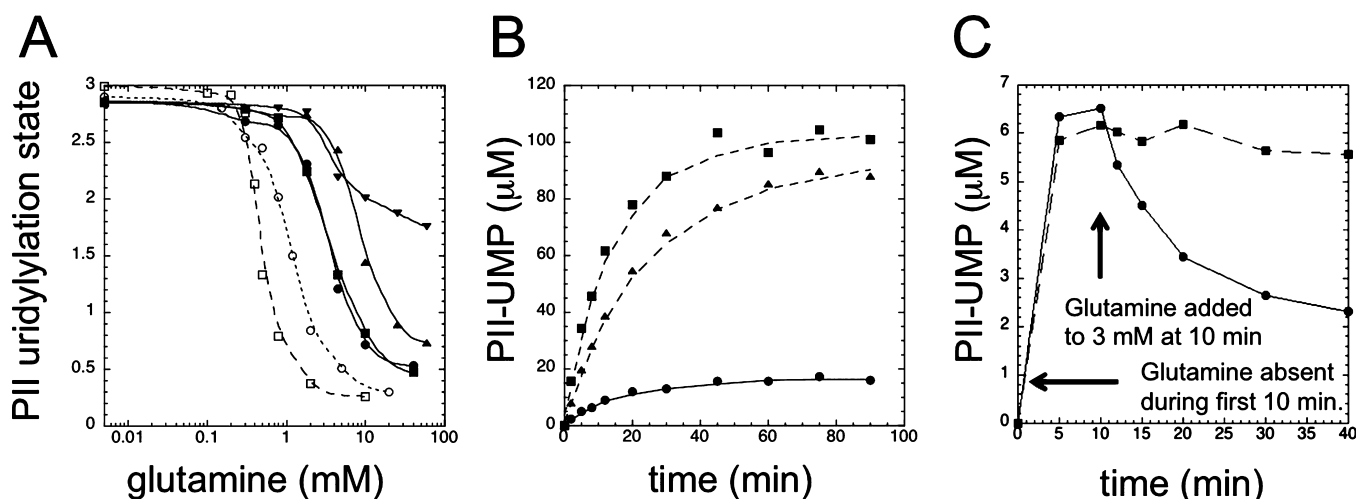 A
PII uridylylation state
3
2.5
2
1.5
1
0.5
0
0.01 0.1 1 10 100
glutamine (mM)
B
PII-UMP (μM)
120
100
80
60
40
20
0
0 20 40 60 80 100
time (min)
C
PII-UMP (μM)
7
6
5
4
3
2
1
0
Glutamine added
to 3 mM at 10 min
Glutamine absent
during first 10 min.
0 5 10 15 20 25 30 35 40
time (min)